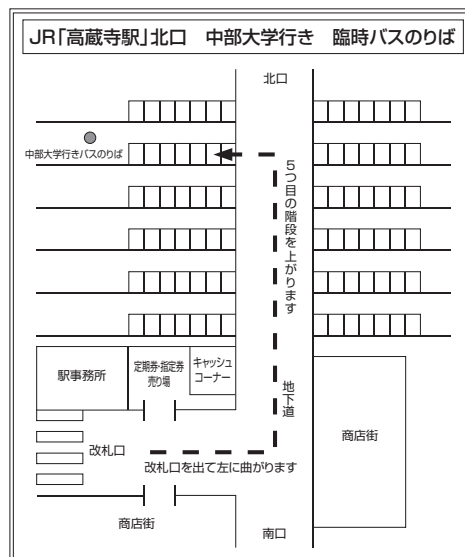 JR「高蔵寺駅」北口　中部大学行き　臨時バスのりば
北口
中部大学行きバスのりば
5つ目の階段を上がります
駅事務所
定期券・指定券
売り場
キャッシュ
コーナー
地下道
商店街
改札口
改札口を出て左に曲がります
商店街
南口